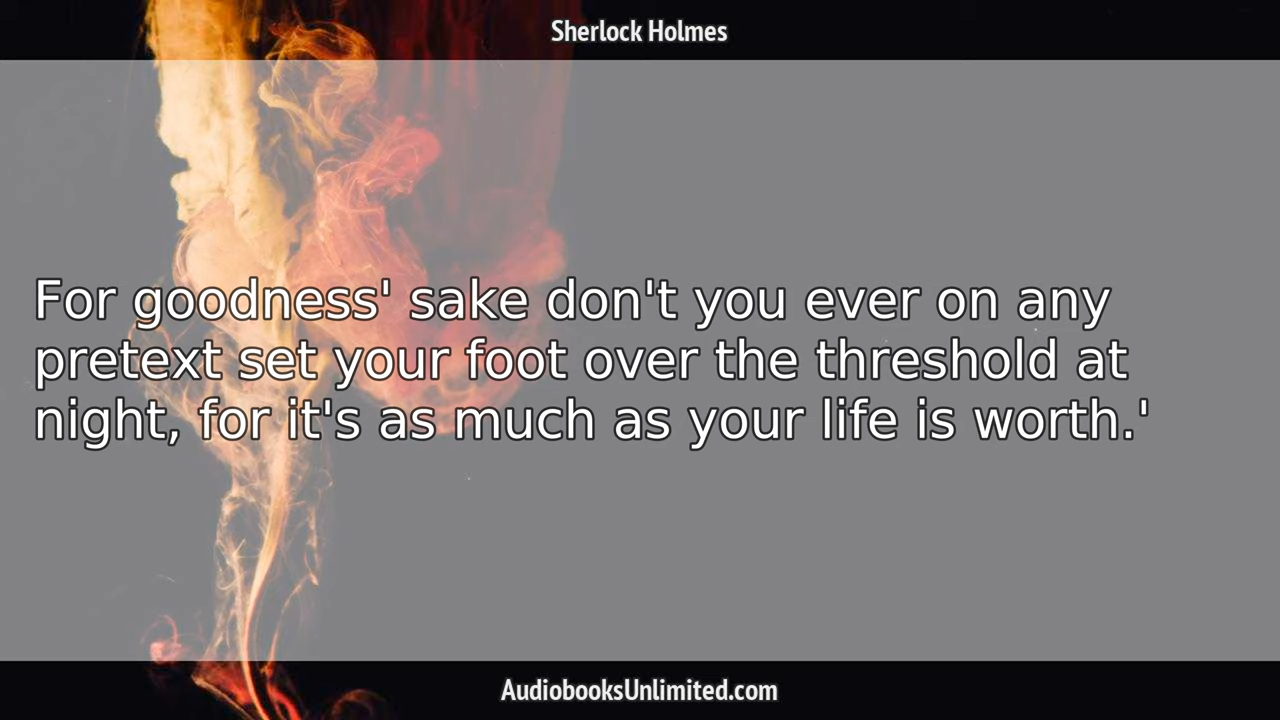 Sherlock Holmes
For goodness' sake don't you ever on any
pretext set your foot over the threshold at
night, for it's as much as your life is worth.'
AudiobooksUnlimited.com